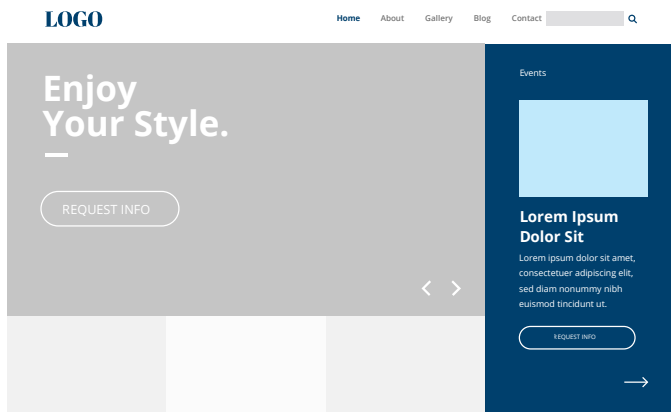 LOGO
Home
About
Gallery
Blog
Contact
Enjoy
Your Style.
REQUEST INFO
Events
Lorem Ipsum
Dolor Sit
Lorem ipsum dolor sit amet,
consectetuer adipiscing elit,
sed diam nonummy nibh
euismod tincidunt ut.
REQUEST INFO